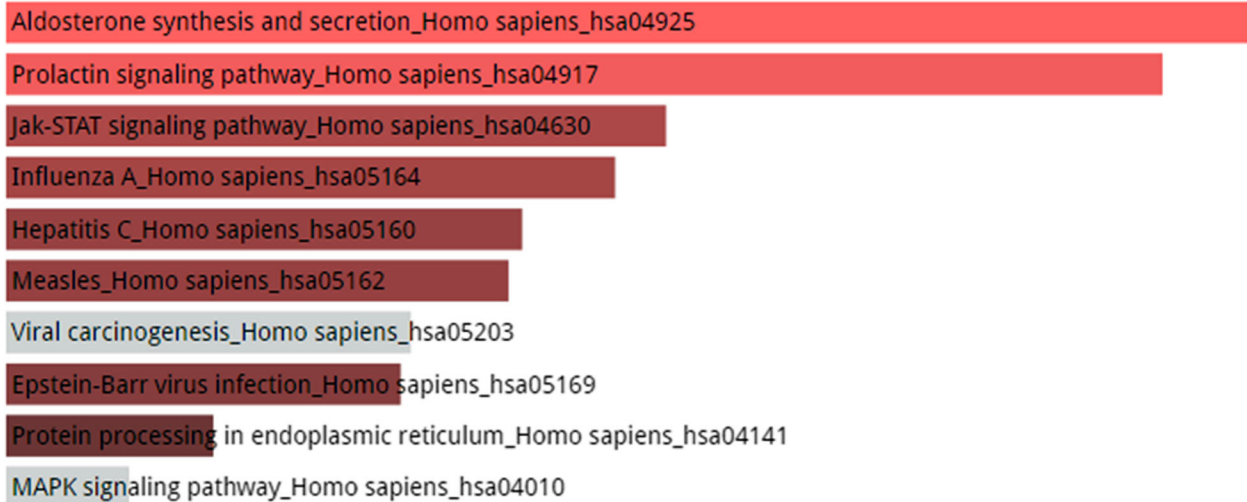 Aldosterone synthesis and secretion_Homo sapiens_hsa04925
Prolactin signaling pathway_Homo sapiens_hsa04917
Jak-STAT signaling pathway_Homo sapiens_hsa04630
Influenza A_Homo sapiens_hsa05164
Hepatitis C_Homo sapiens_hsa05160
Measles_Homo sapiens_hsa05162
Viral carcinogenesis_Homo sapiens_hsa05203
Epstein-Barr virus infection_Homo sapiens_hsa05169
Protein processing in endoplasmic reticulum_Homo sapiens_hsa04141
MAPK signaling pathway_Homo sapiens_hsa04010